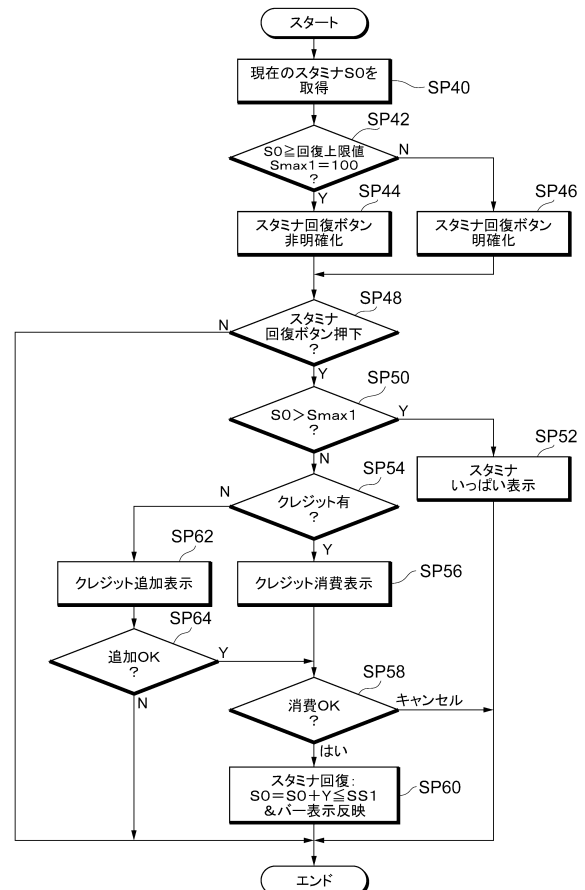 スタート
現在のスタミナS0を
取得
SP40
SP42
S0≧回復上限値
Smax1=100
?
N
Y
SP44
SP46
スタミナ回復ボタン
非明確化
スタミナ回復ボタン
明確化
SP48
N
スタミナ
回復ボタン押下
?
Y
SP50
S0>Smax1
?
Y
N
SP52
スタミナ
いっぱい表示
SP54
N
クレジット有
?
Y
SP62
クレジット追加表示
クレジット消費表示
SP56
SP64
追加OK
?
Y
N
SP58
消費OK
?
キャンセル
はい
スタミナ回復:
S0=S0+Y≦SS1
&バー表示反映
SP60
エンド